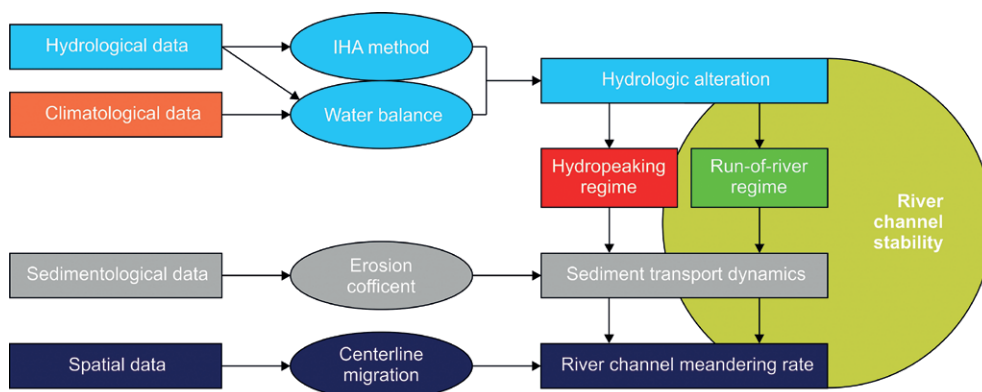 Hydrological data
IHA method
Climatological data
Water balance
Hydrologic alteration
Hydropeaking
regime
Run-of-river
regime
River
channel
stability
Sedimentological data
Erosion
cofficent
Sediment transport dynamics
Spatial data
Centerline
migration
River channel meandering rate